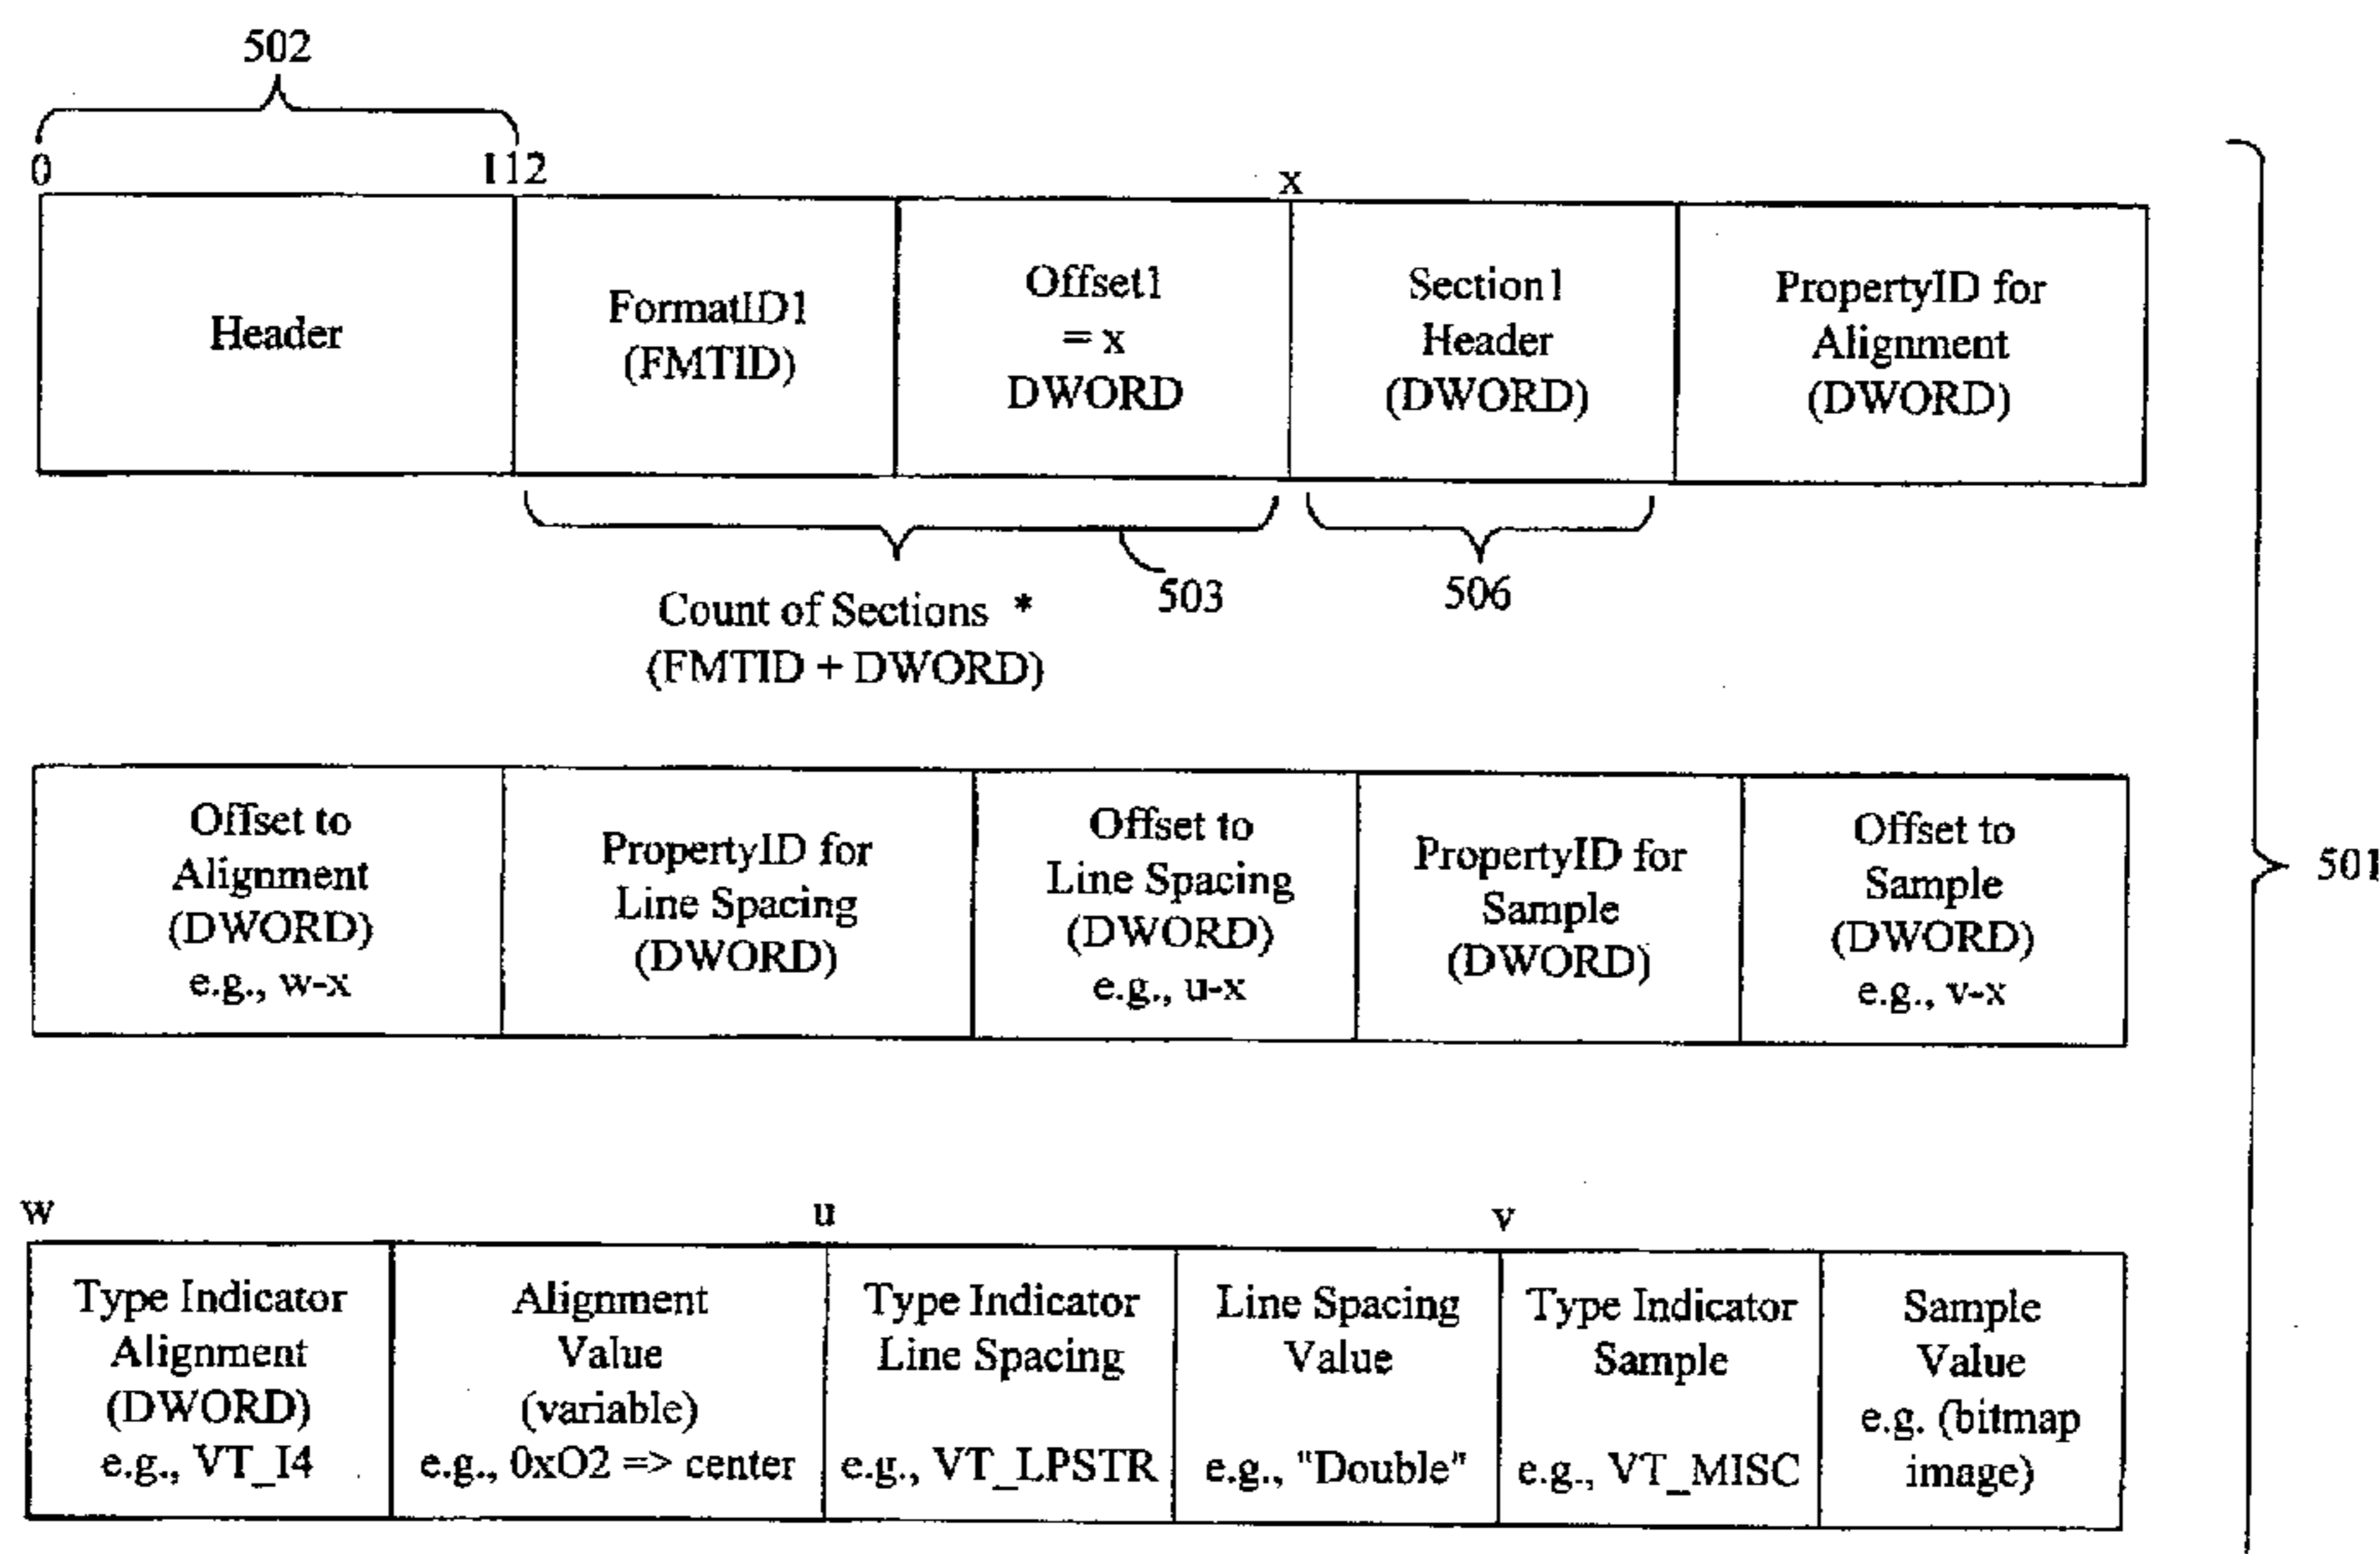 502
0
112
x
Header
FormatID1
(FMTID)
Offset1
= x
DWORD
Section1
Header
(DWORD)
PropertyID for
Alignment
(DWORD)
Count of Sections *
(FMTID + DWORD)
503
506
Offset to
Alignment
(DWORD)
e.g., w-x
PropertyID for
Line Spacing
(DWORD)
Offset to
Line Spacing
(DWORD)
e.g., u-x
PropertyID for
Sample
(DWORD)
Offset to
Sample
(DWORD)
e.g., v-x
501
w
u
v
Type Indicator
Alignment
(DWORD)
e.g., VT_I4
Alignment
Value
(variable)
e.g., 0xO2 => center
Type Indicator
Line Spacing
e.g., VT_LPSTR
Line Spacing
Value
e.g., "Double"
Type Indicator
Sample
e.g., VT_MISC
Sample
Value
e.g. (bitmap
image)